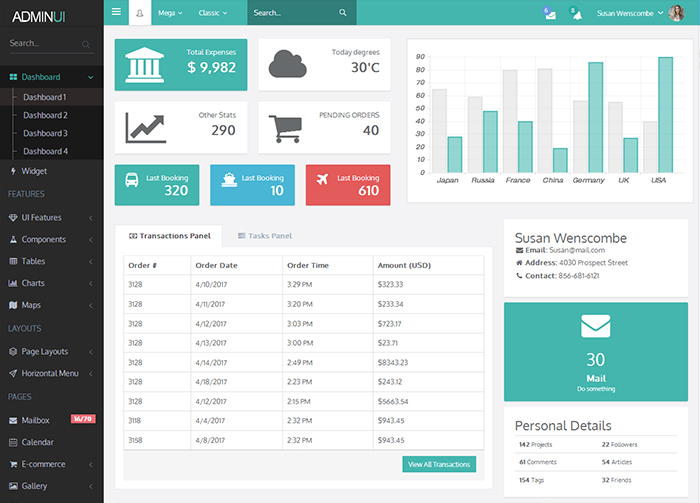 ADMINUI
Mega
Classic
Search...
6
8
Susan Wenscombe
Search...
Dashboard
Dashboard 1
Dashboard 2
Dashboard 3
Dashboard 4
Widget
FEATURES
UI Features
Components
Tables
Charts
Maps
LAYOUTS
Page Layouts
Horizontal Menu
PAGES
Mailbox 16/70
Calendar
E-commerce
Gallery
Total Expenses
$ 9,982
Today degrees
30'C
Other Stats
290
PENDING ORDERS
40
Last Booking
320
Last Booking
10
Last Booking
610
90
80
70
60
50
40
30
20
10
0
Japan Russia France China Germany UK USA
Transactions Panel Tasks Panel
Order # Order Date Order Time Amount (USD)
3128 4/10/2017 3:29 PM $323.33
3128 4/11/2017 3:20 PM $233.34
3128 4/12/2017 3:03 PM $723.17
3128 4/13/2017 3:00 PM $23.71
3128 4/14/2017 2:49 PM $8343.23
3128 4/18/2017 2:23 PM $243.12
3128 4/12/2017 2:15 PM $5663.54
3118 4/4/2017 2:32 PM $943.45
3158 4/8/2017 2:32 PM $943.45
View All Transactions
Susan Wenscombe
Email: Susan@mail.com
Address: 4030 Prospect Street
Contact: 856-681-6121
30
Mail
Do something
Personal Details
142 Projects 22 Followers
61 Comments 54 Articles
154 Tags 32 Friends